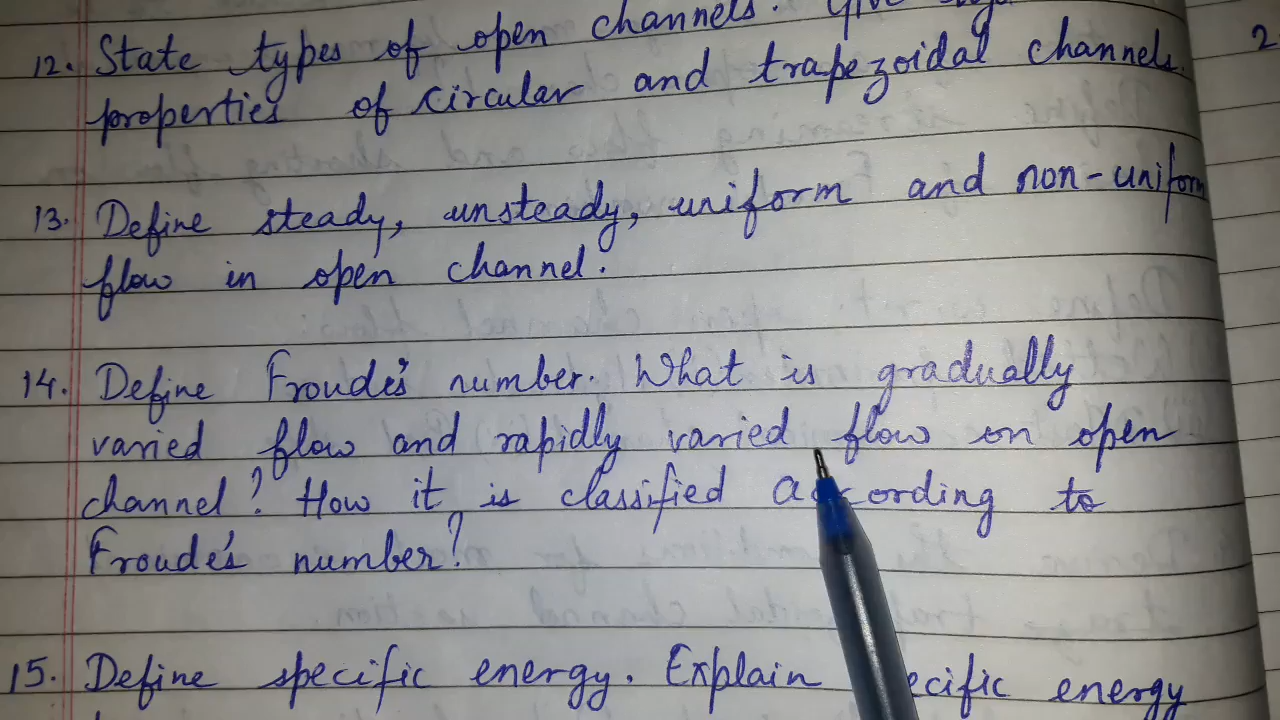 12. State types of open channels. Give
properties of circular and trapezoidal channels.
2
13. Define steady, unsteady, uniform and non-uniform
flow in open channel.
14. Define Froude's number. What is gradually
varied flow and rapidly varied flow on open
channel? How it is classified according to
Froude's number?
15. Define specific energy. Explain specific energy